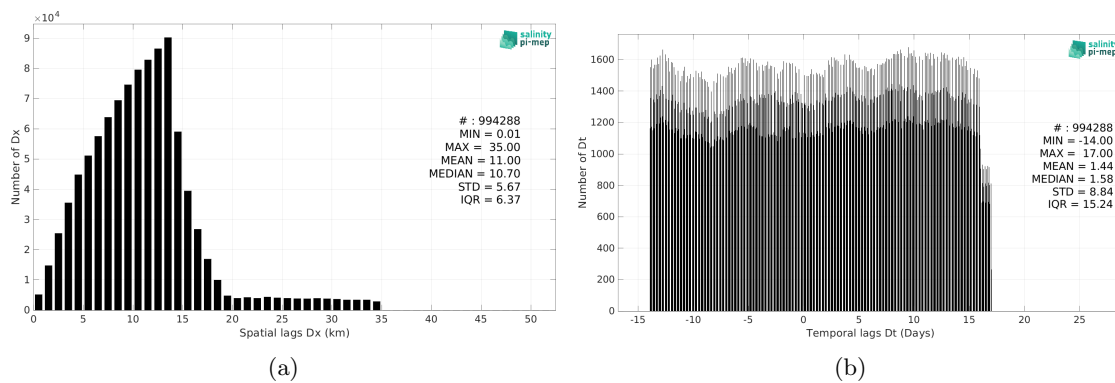 ×10⁴
9
8
7
6
5
4
3
2
1
0
Number of Dx
0 5 10 15 20 25 30 35 40 45 50
Spatial lags Dx (km)
salinity
pi-mep
# : 994288
MIN = 0.01
MAX = 35.00
MEAN = 11.00
MEDIAN = 10.70
STD = 5.67
IQR = 6.37
(a)
1600
1400
1200
1000
800
600
400
200
0
Number of Dt
-15 -10 -5 0 5 10 15 20 25
Temporal lags Dt (Days)
salinity
pi-mep
# : 994288
MIN = -14.00
MAX = 17.00
MEAN = 1.44
MEDIAN = 1.58
STD = 8.84
IQR = 15.24
(b)